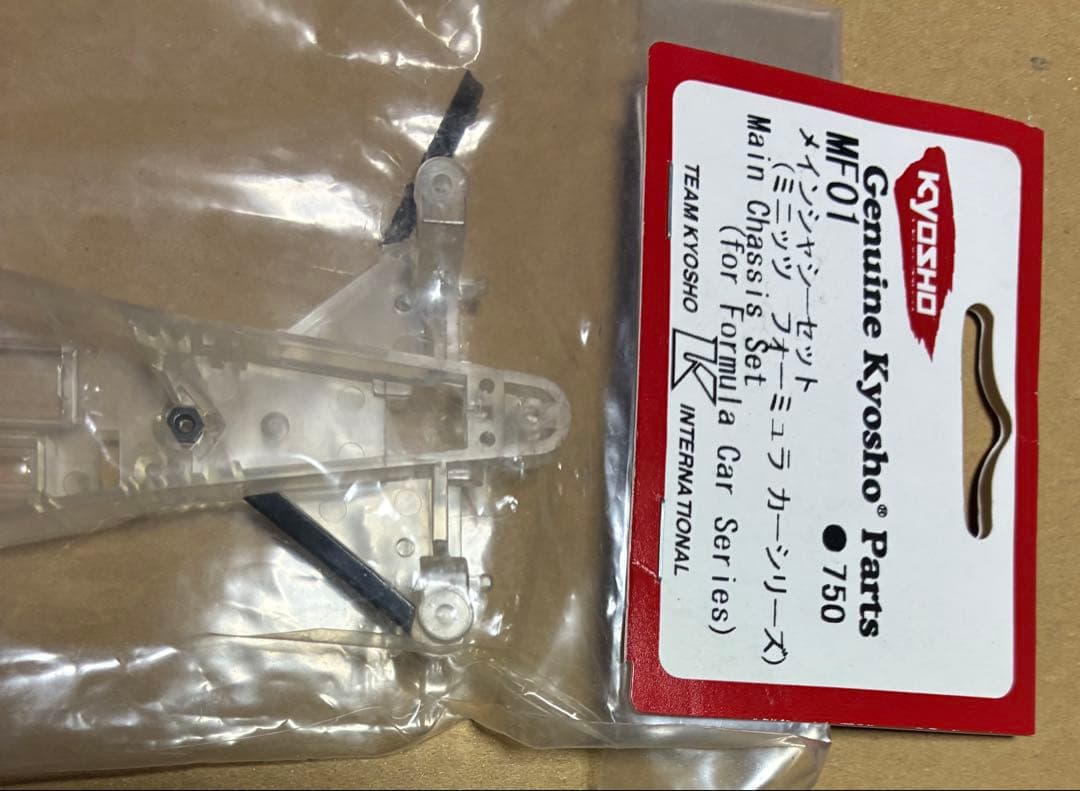 KYOSHO
Genuine Kyosho® Parts
MF01 ●750
メインシャシーセット
(ミニッツ フォーミュラ カーシリーズ)
Main Chassis Set
(for Formula Car Series)
TEAM KYOSHO K INTERNATIONAL